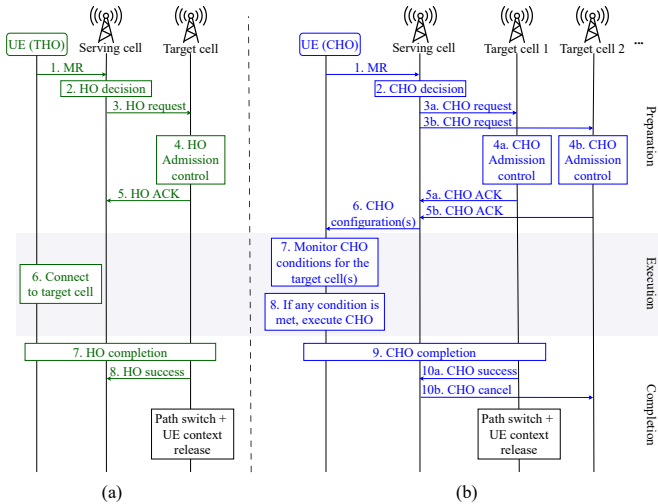 UE (THO)
Serving cell
Target cell
1. MR
2. HO decision
3. HO request
4. HO
Admission
control
5. HO ACK
6. Connect
to target cell
7. HO completion
8. HO success
Path switch +
UE context
release
(a)
UE (CHO)
Serving cell
Target cell 1
Target cell 2
...
1. MR
2. CHO decision
3a. CHO request
3b. CHO request
4a. CHO
Admission
control
4b. CHO
Admission
control
5a. CHO ACK
5b. CHO ACK
6. CHO
configuration(s)
7. Monitor CHO
conditions for the
target cell(s)
8. If any condition is
met, execute CHO
9. CHO completion
10a. CHO success
10b. CHO cancel
Path switch +
UE context
release
(b)
Preparation
Execution
Completion